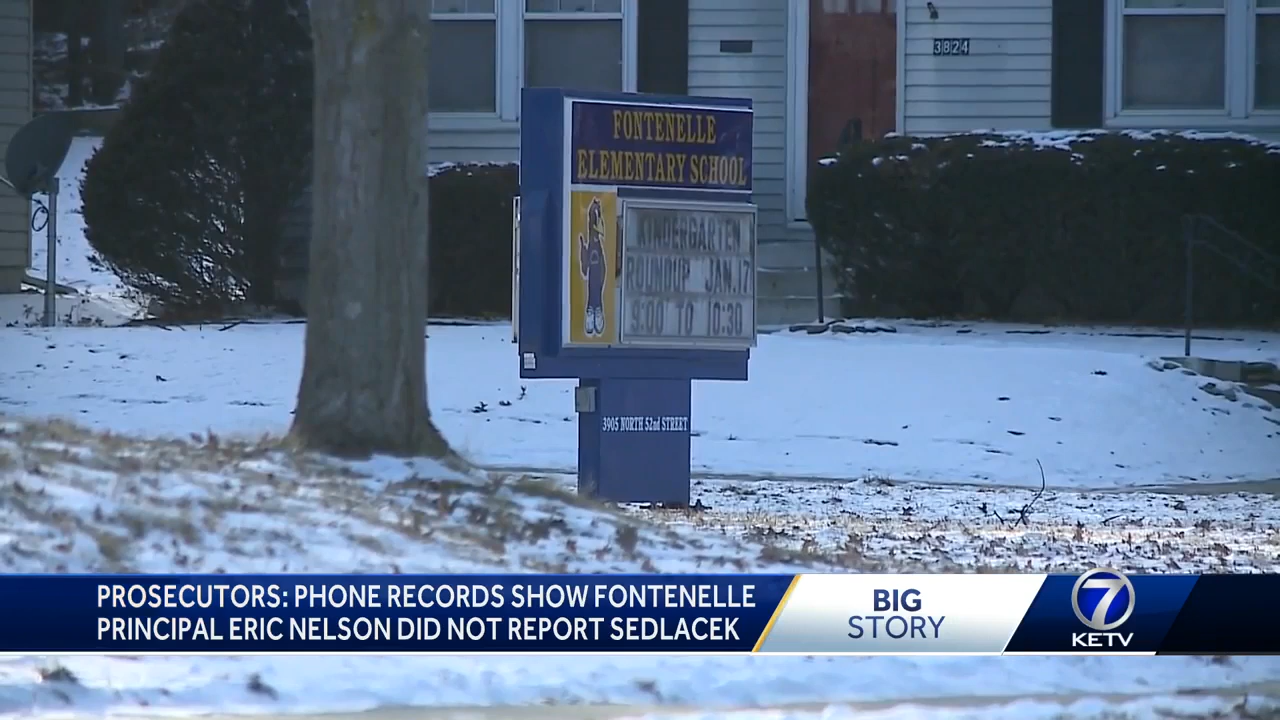 3824
FONTENELLE
ELEMENTARY SCHOOL
KINDERGARTEN
ROUNDUP JAN.17
9:00 TO 10:30
3905 NORTH 52nd STREET
PROSECUTORS: PHONE RECORDS SHOW FONTENELLE
PRINCIPAL ERIC NELSON DID NOT REPORT SEDLACEK
BIG
STORY
7
KETV